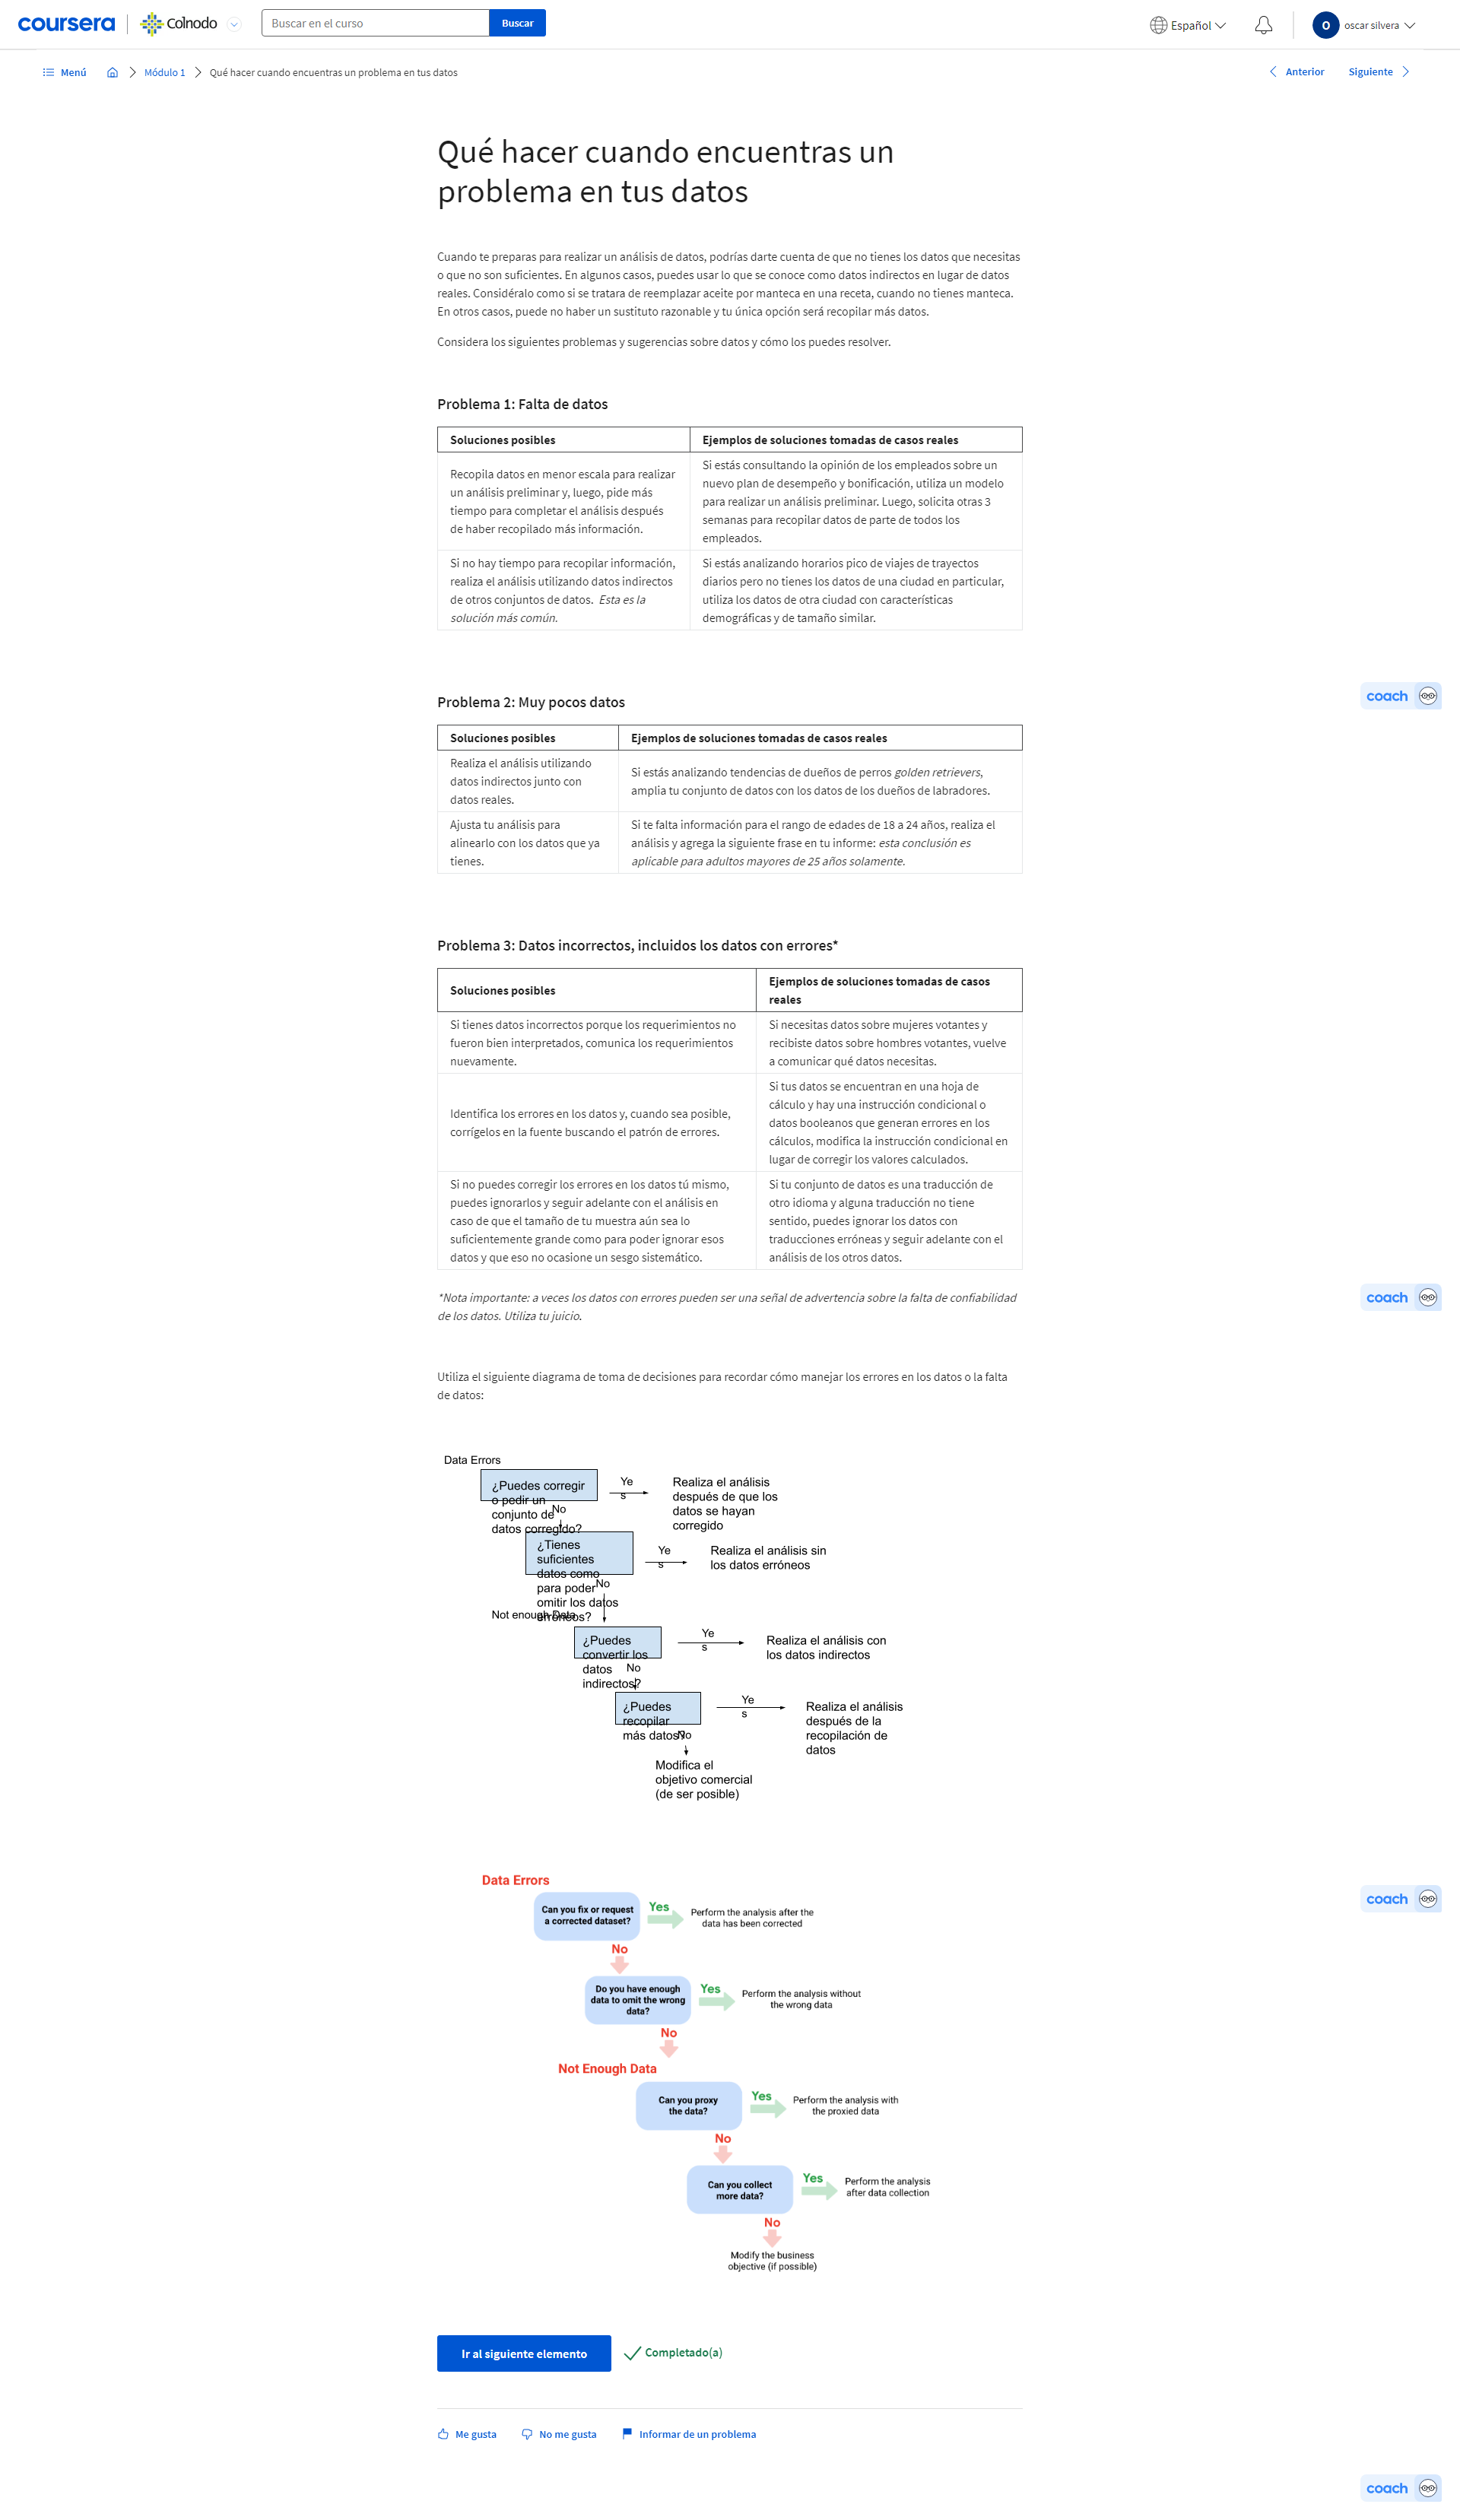 coursera
Colnodo
Buscar en el curso
Buscar
Español
O
oscar silvera
Menú
Módulo 1
Qué hacer cuando encuentras un problema en tus datos
Anterior
Siguiente
Qué hacer cuando encuentras un
problema en tus datos
Cuando te preparas para realizar un análisis de datos, podrías darte cuenta de que no tienes los datos que necesitas
o que no son suficientes. En algunos casos, puedes usar lo que se conoce como datos indirectos en lugar de datos
reales. Considéralo como si se tratara de reemplazar aceite por manteca en una receta, cuando no tienes manteca.
En otros casos, puede no haber un sustituto razonable y tu única opción será recopilar más datos.
Considera los siguientes problemas y sugerencias sobre datos y cómo los puedes resolver.
Problema 1: Falta de datos
Soluciones posibles
Ejemplos de soluciones tomadas de casos reales
Recopila datos en menor escala para realizar
un análisis preliminar y, luego, pide más
tiempo para completar el análisis después
de haber recopilado más información.
Si estás consultando la opinión de los empleados sobre un
nuevo plan de desempeño y bonificación, utiliza un modelo
para realizar un análisis preliminar. Luego, solicita otras 3
semanas para recopilar datos de parte de todos los
empleados.
Si no hay tiempo para recopilar información,
realiza el análisis utilizando datos indirectos
de otros conjuntos de datos. Esta es la
solución más común.
Si estás analizando horarios pico de viajes de trayectos
diarios pero no tienes los datos de una ciudad en particular,
utiliza los datos de otra ciudad con características
demográficas y de tamaño similar.
coach
Problema 2: Muy pocos datos
Soluciones posibles
Ejemplos de soluciones tomadas de casos reales
Realiza el análisis utilizando
datos indirectos junto con
datos reales.
Si estás analizando tendencias de dueños de perros golden retrievers,
amplia tu conjunto de datos con los datos de los dueños de labradores.
Ajusta tu análisis para
alinearlo con los datos que ya
tienes.
Si te falta información para el rango de edades de 18 a 24 años, realiza el
análisis y agrega la siguiente frase en tu informe: esta conclusión es
aplicable para adultos mayores de 25 años solamente.
Problema 3: Datos incorrectos, incluidos los datos con errores*
Soluciones posibles
Ejemplos de soluciones tomadas de casos
reales
Si tienes datos incorrectos porque los requerimientos no
fueron bien interpretados, comunica los requerimientos
nuevamente.
Si necesitas datos sobre mujeres votantes y
recibiste datos sobre hombres votantes, vuelve
a comunicar qué datos necesitas.
Identifica los errores en los datos y, cuando sea posible,
corrígelos en la fuente buscando el patrón de errores.
Si tus datos se encuentran en una hoja de
cálculo y hay una instrucción condicional o
datos booleanos que generan errores en los
cálculos, modifica la instrucción condicional en
lugar de corregir los valores calculados.
Si no puedes corregir los errores en los datos tú mismo,
puedes ignorarlos y seguir adelante con el análisis en
caso de que el tamaño de tu muestra aún sea lo
suficientemente grande como para poder ignorar esos
datos y que eso no ocasione un sesgo sistemático.
Si tu conjunto de datos es una traducción de
otro idioma y alguna traducción no tiene
sentido, puedes ignorar los datos con
traducciones erróneas y seguir adelante con el
análisis de los otros datos.
*Nota importante: a veces los datos con errores pueden ser una señal de advertencia sobre la falta de confiabilidad
de los datos. Utiliza tu juicio.
coach
Utiliza el siguiente diagrama de toma de decisiones para recordar cómo manejar los errores en los datos o la falta
de datos:
Data Errors
¿Puedes corregir
o pedir un
conjunto de
datos corregido?
Ye
s
Realiza el análisis
después de que los
datos se hayan
corregido
No
¿Tienes
suficientes
datos como
para poder
omitir los datos
erróneos?
Ye
s
Realiza el análisis sin
los datos erróneos
No
Not enough Data
¿Puedes
convertir los
datos
indirectos?
Ye
s
Realiza el análisis con
los datos indirectos
No
¿Puedes
recopilar
más datos?
Ye
s
Realiza el análisis
después de la
recopilación de
datos
No
Modifica el
objetivo comercial
(de ser posible)
Data Errors
coach
Can you fix or request
a corrected dataset?
Yes
Perform the analysis after the
data has been corrected
No
Do you have enough
data to omit the wrong
data?
Yes
Perform the analysis without
the wrong data
No
Not Enough Data
Can you proxy
the data?
Yes
Perform the analysis with
the proxied data
No
Can you collect
more data?
Yes
Perform the analysis
after data collection
No
Modify the business
objective (if possible)
Ir al siguiente elemento
Completado(a)
Me gusta
No me gusta
Informar de un problema
coach